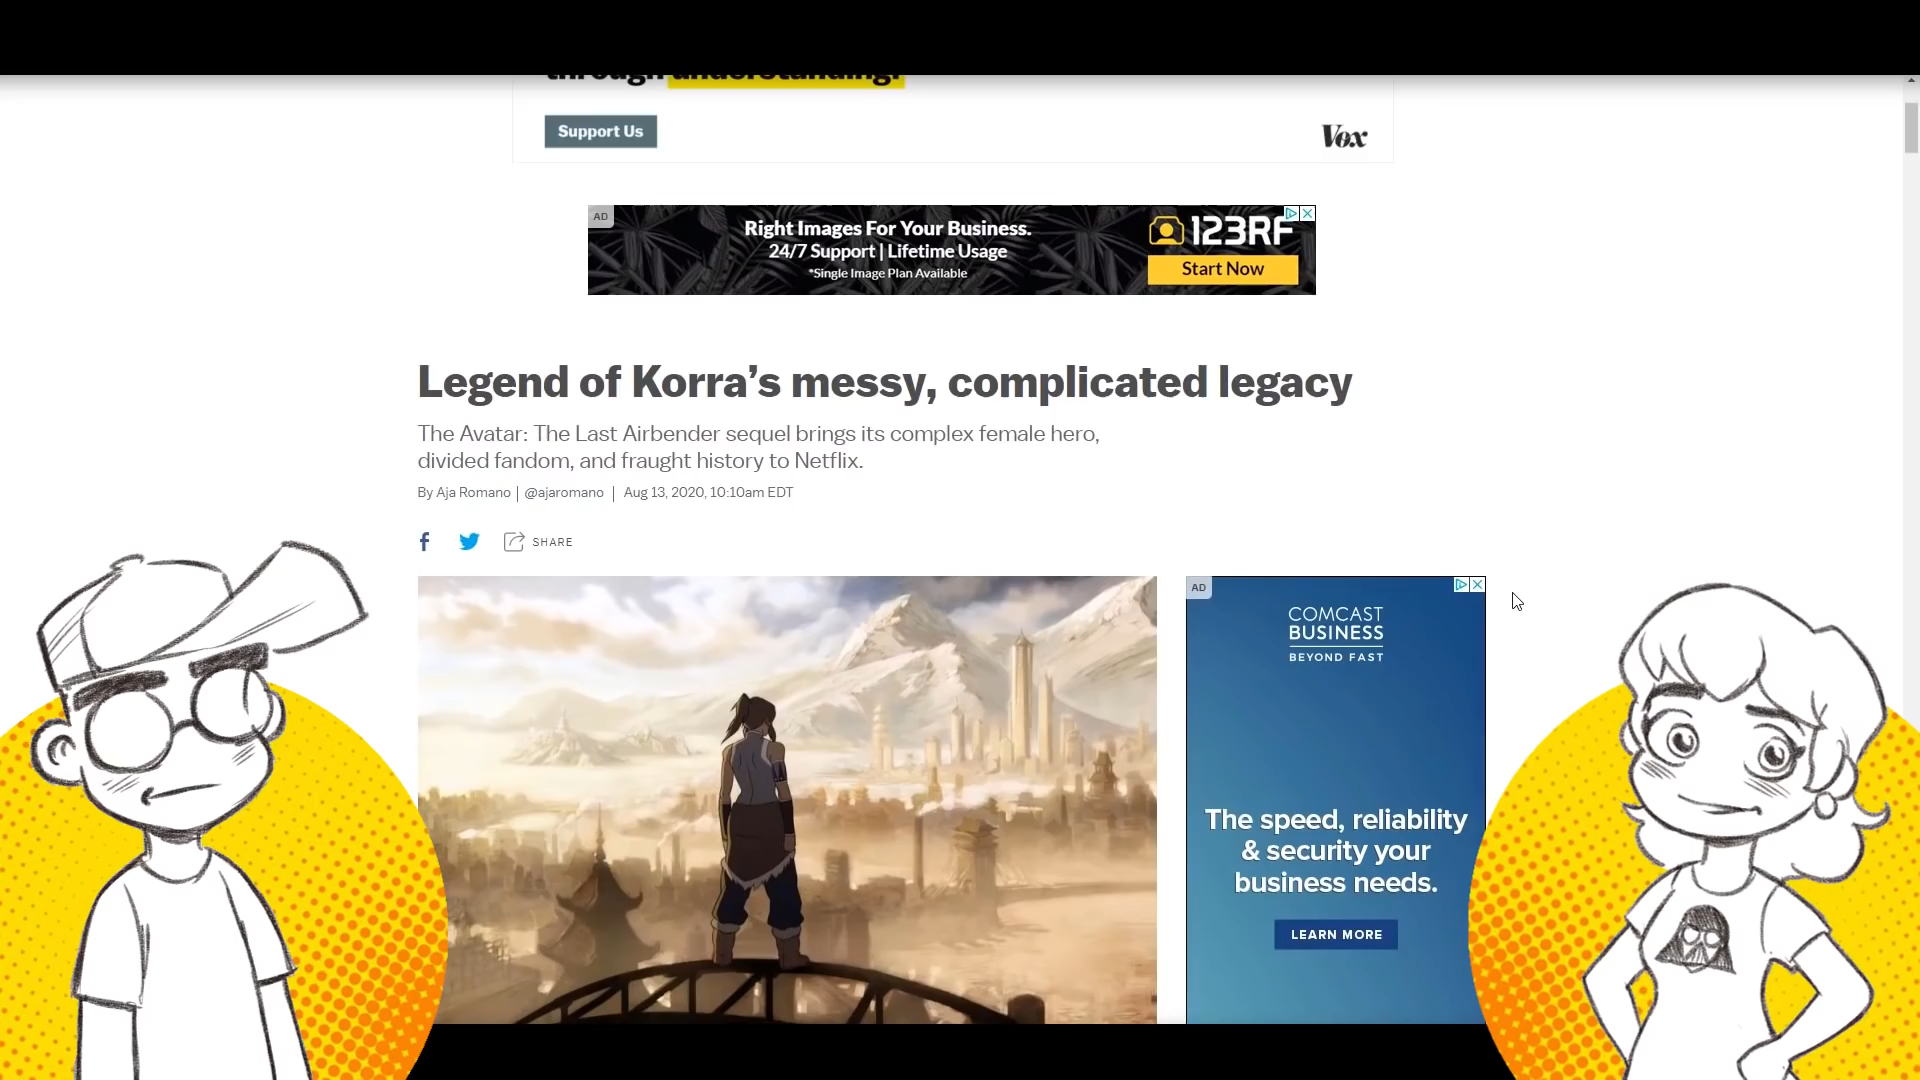 through understanding.
Support Us
Vox
AD
Right Images For Your Business.
24/7 Support | Lifetime Usage
*Single Image Plan Available
123RF
Start Now
Legend of Korra’s messy, complicated legacy
The Avatar: The Last Airbender sequel brings its complex female hero,
divided fandom, and fraught history to Netflix.
By Aja Romano | @ajaromano | Aug 13, 2020, 10:10am EDT
SHARE
AD
COMCAST
BUSINESS
BEYOND FAST
The speed, reliability
& security your
business needs.
LEARN MORE